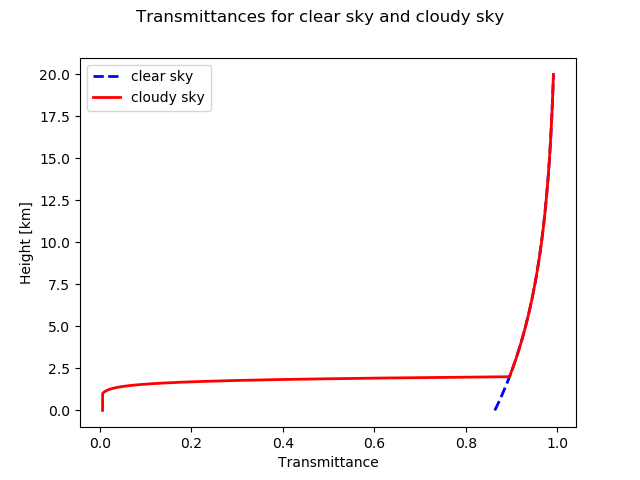 Transmittances for clear sky and cloudy sky
clear sky
cloudy sky
20.0
17.5
15.0
12.5
10.0
7.5
5.0
2.5
0.0
Height [km]
0.0 0.2 0.4 0.6 0.8 1.0
Transmittance